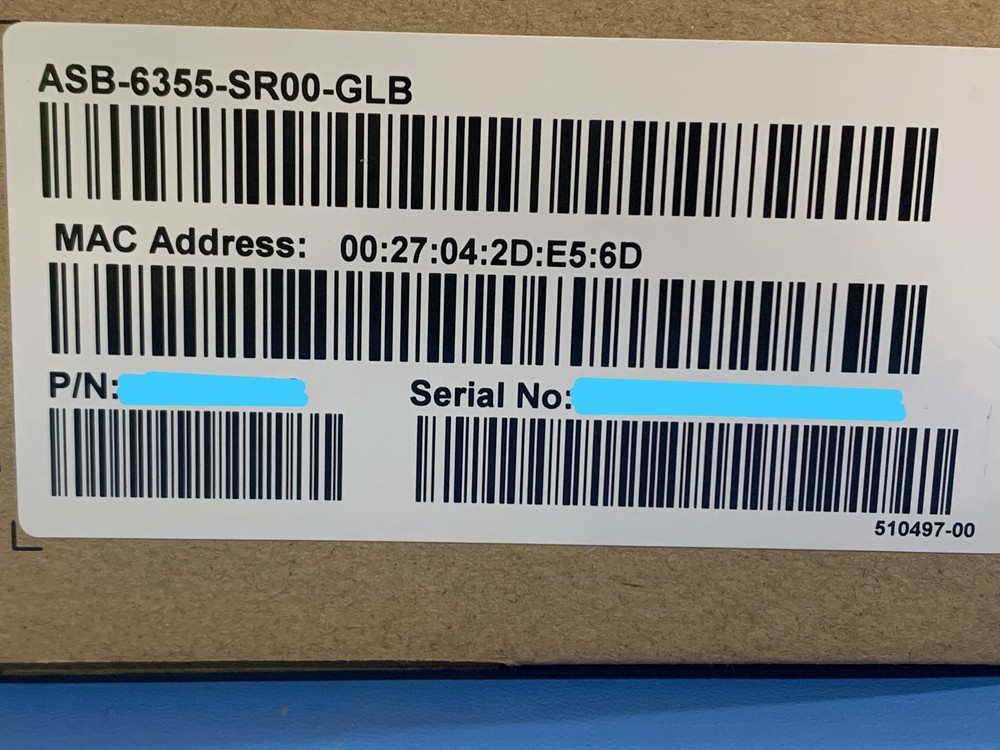 ASB-6355-SR00-GLB
MAC Address: 00:27:04:2D:E5:6D
P/N: Serial No:
510497-00